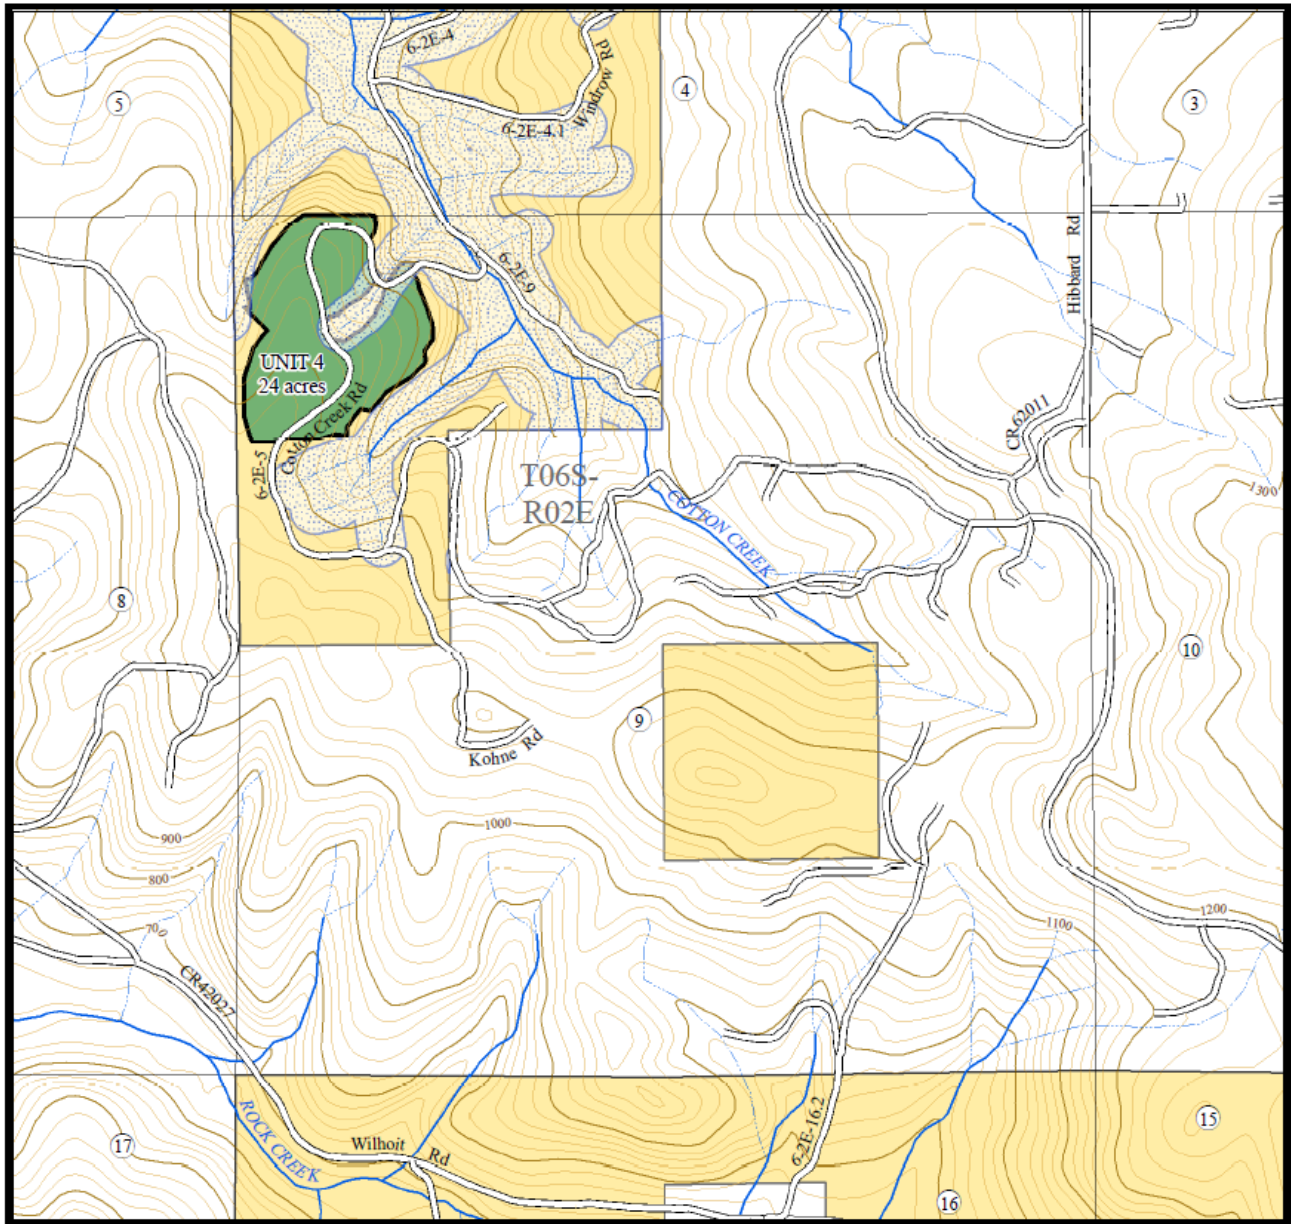 6-2E-4
Windrow Rd
4
5
3
6-2E-4.1
Hibbard Rd
6-2E-9
UNIT 4
24 acres
Cotton Creek Rd
CR 62011
6-2E-5
T06S-
R02E
COTTON CREEK
1300
8
10
9
Kohne Rd
1000
900
800
700
1100
1200
CR42027
ROCK CREEK
Wilhoit Rd
6-2E-16.2
15
17
16